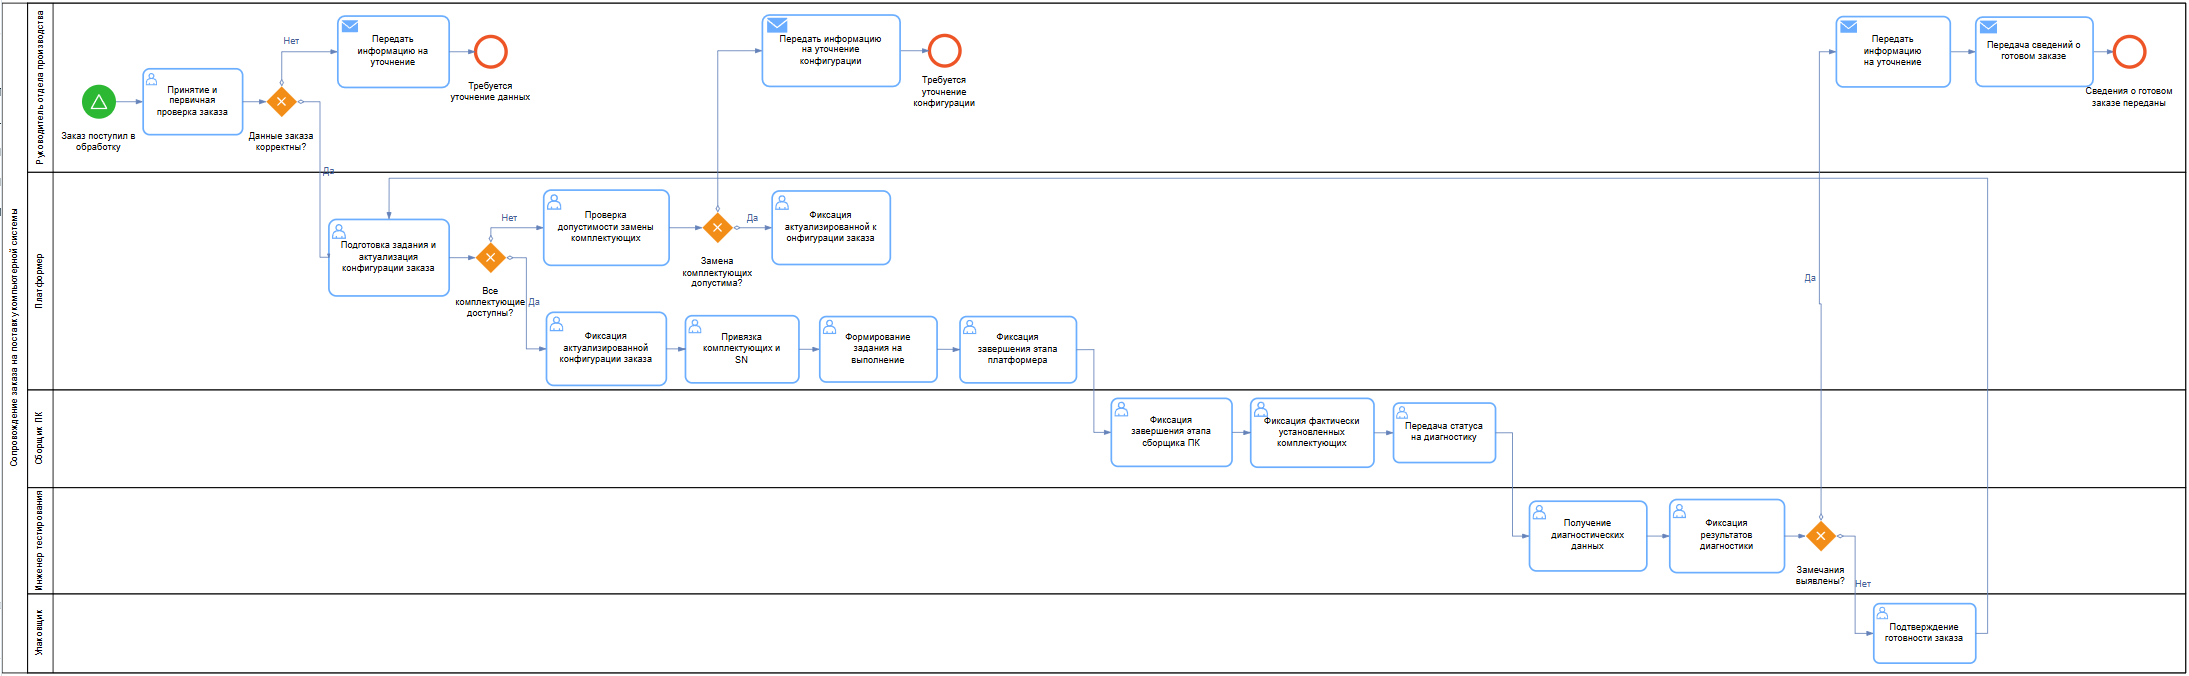 Сопровождение заказа на поставку компьютерной системы
Руководитель отдела производства
Заказ поступил в
обработку
Принятие и
первичная
проверка заказа
Данные заказа
корректны?
Нет
Да
Передать
информацию на
уточнение
Требуется
уточнение данных
Передать информацию
на уточнение
конфигурации
Требуется
уточнение
конфигурации
Передать
информацию
на уточнение
Передача сведений о
готовом заказе
Сведения о готовом
заказе переданы
Платформер
Подготовка задания и
актуализация
конфигурации заказа
Все
комплектующие
доступны?
Нет
Да
Проверка
допустимости замены
комплектующих
Замена
комплектующих
допустима?
Да
Фиксация
актуализированной к
онфигурации заказа
Фиксация
актуализированной
конфигурации заказа
Привязка
комплектующих и
SN
Формирование
задания на
выполнение
Фиксация
завершения этапа
платформера
Да
Сборщик ПК
Фиксация
завершения этапа
сборщика ПК
Фиксация фактически
установленных
комплектующих
Передача статуса
на диагностику
Инженер тестирования
Получение
диагностических
данных
Фиксация
результатов
диагностики
Замечания
выявлены?
Нет
Упаковщик
Подтверждение
готовности заказа